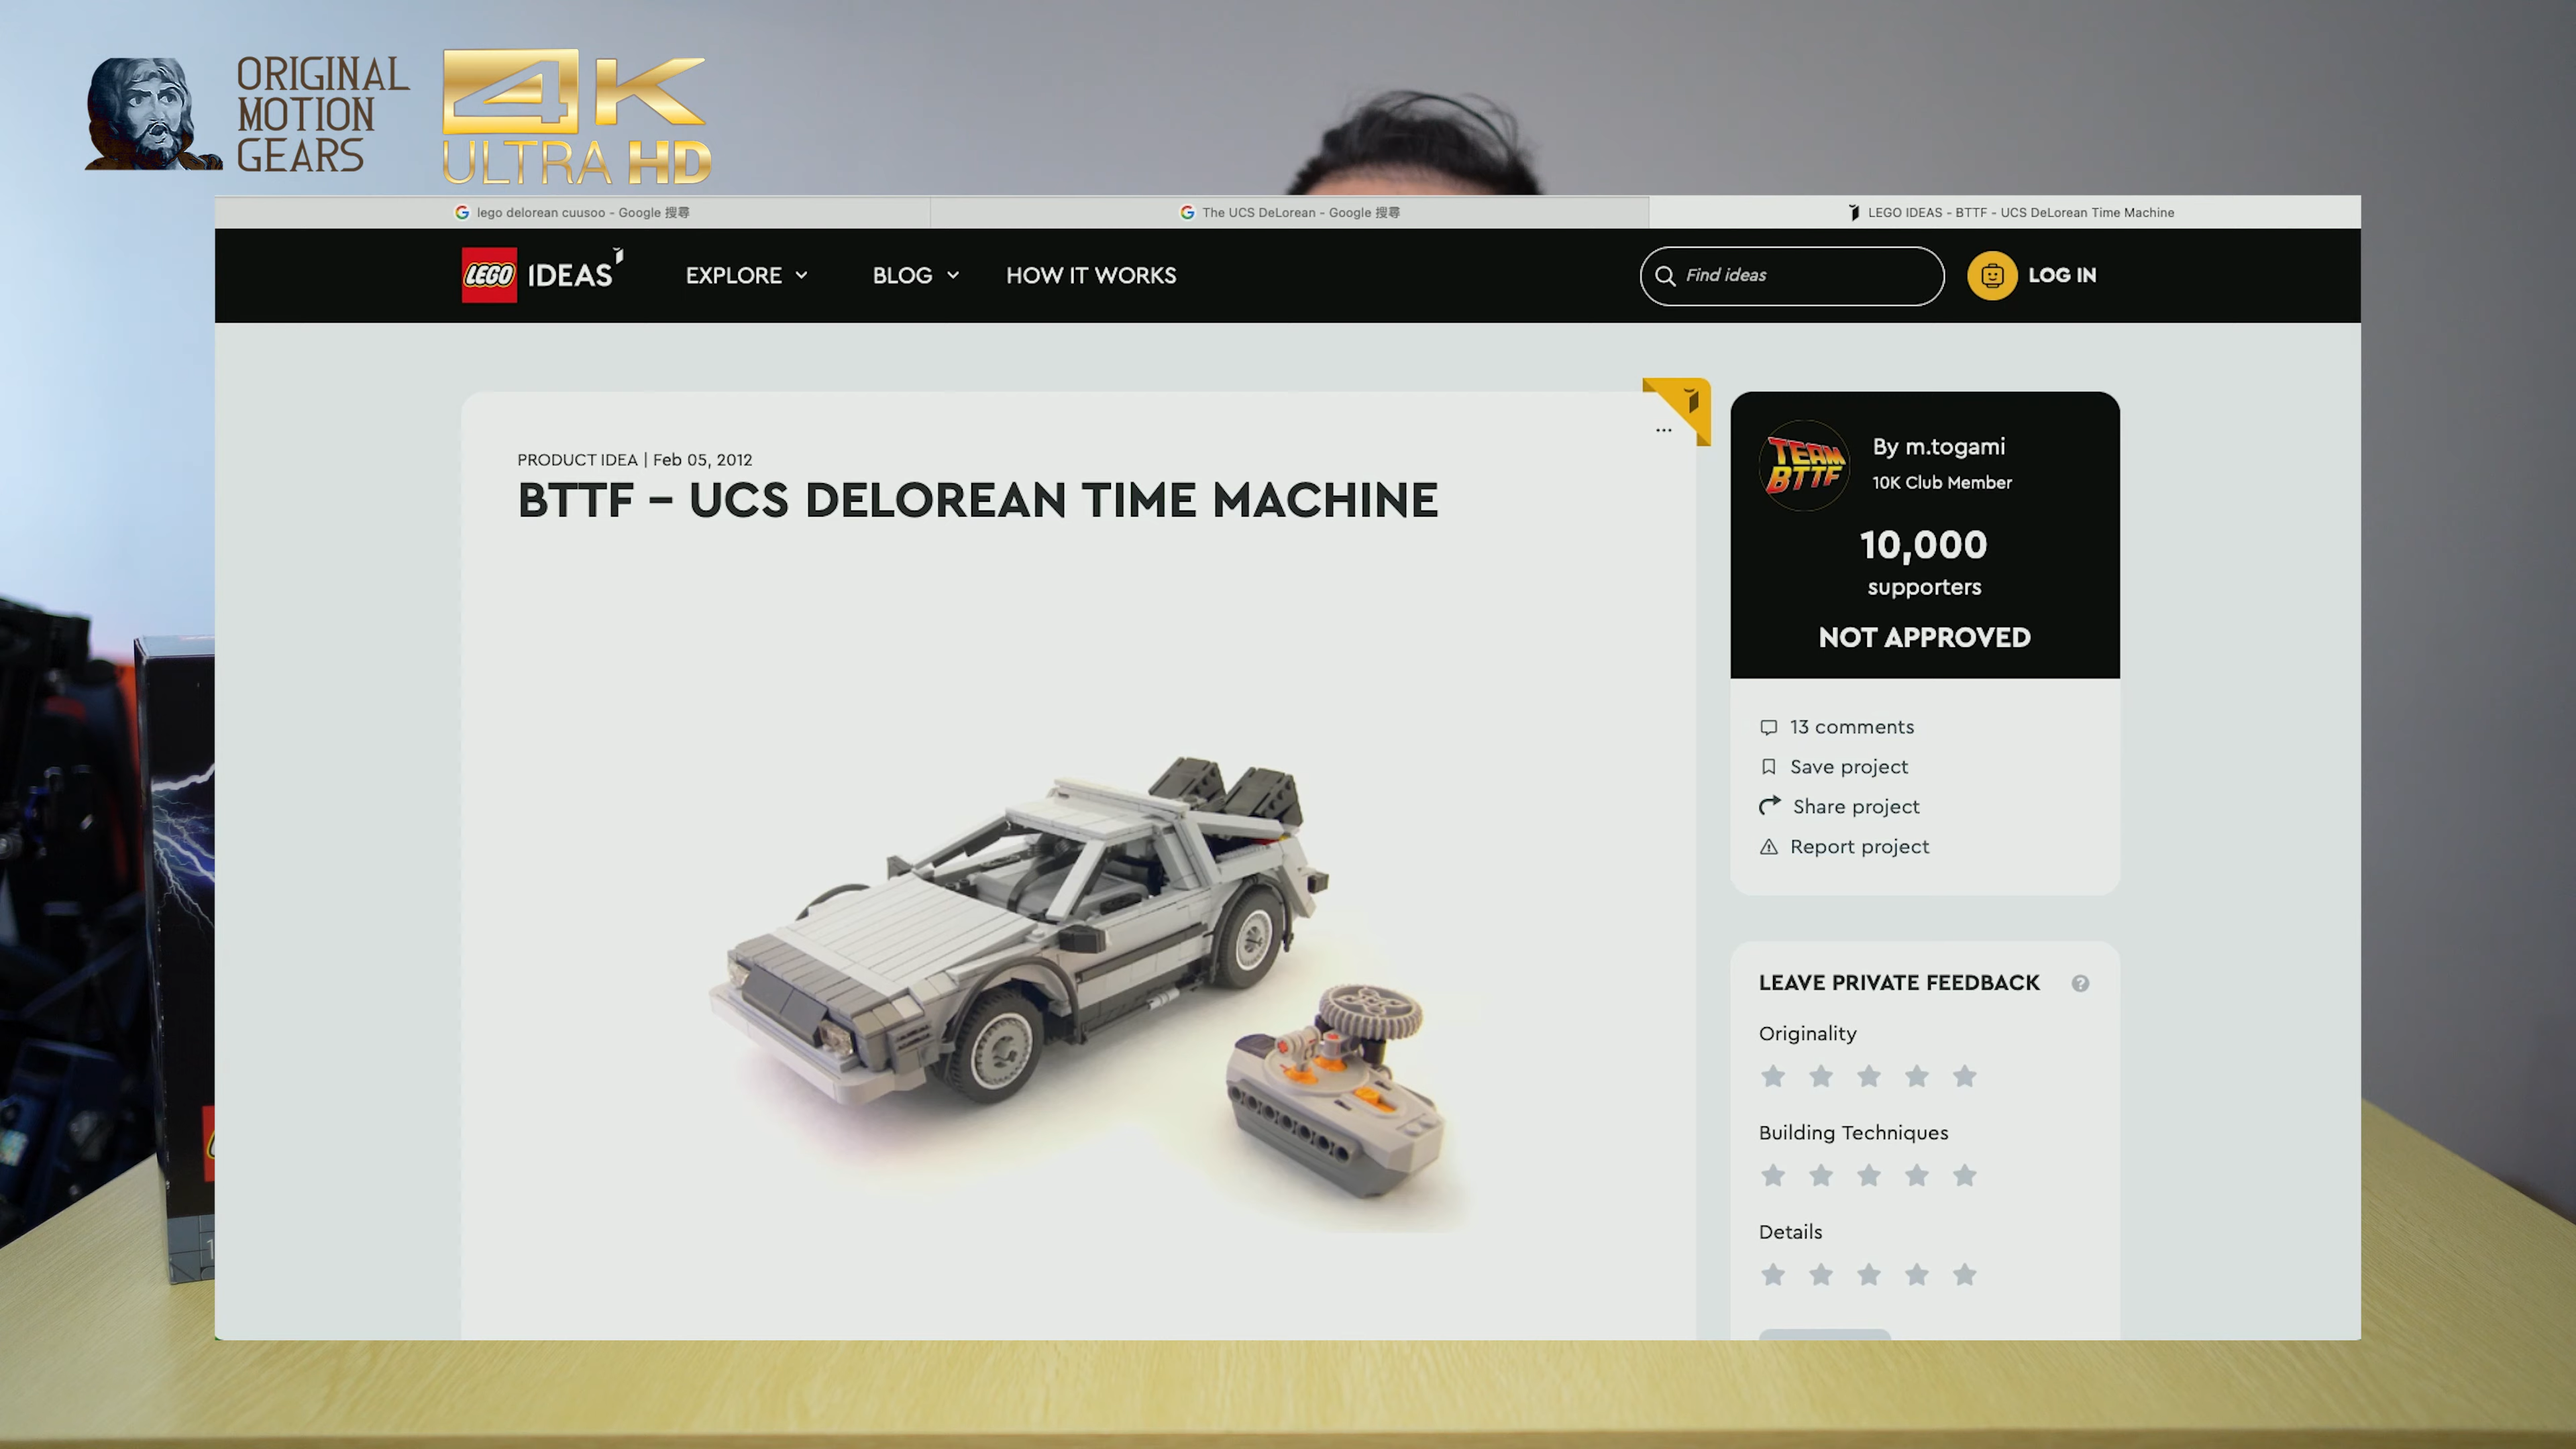 ORIGINAL
MOTION
GEARS
4K
ULTRA HD
lego delorean cuusoo - Google 搜尋
The UCS DeLorean - Google 搜尋
LEGO IDEAS - BTTF - UCS DeLorean Time Machine
LEGO IDEAS
EXPLORE
BLOG
HOW IT WORKS
Find ideas
LOG IN
PRODUCT IDEA | Feb 05, 2012
BTTF – UCS DELOREAN TIME MACHINE
...
TEAM
BTTF
By m.togami
10K Club Member
10,000
supporters
NOT APPROVED
13 comments
Save project
Share project
Report project
LEAVE PRIVATE FEEDBACK
?
Originality
Building Techniques
Details